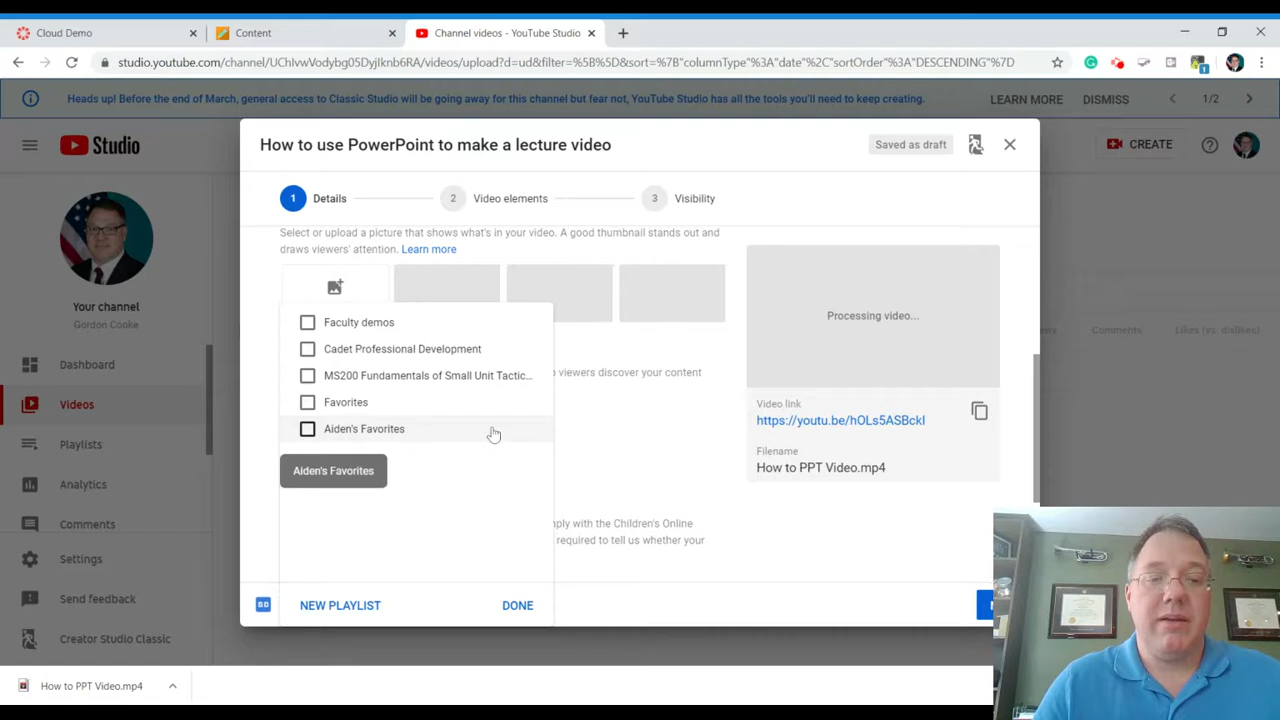 Cloud Demo
Content
Channel videos - YouTube Studio
studio.youtube.com/channel/UChIvwVodybg05DyjIknb6RA/videos/upload?d=ud&filter=%5B%5D&sort=%7B"columnType"%3A"date"%2C"sortOrder"%3A"DESCENDING"%7D
Heads up! Before the end of March, general access to Classic Studio will be going away for this channel but fear not, YouTube Studio has all the tools you'll need to keep creating.
LEARN MORE
DISMISS
1/2
Studio
How to use PowerPoint to make a lecture video
Saved as draft
CREATE
1 Details
2 Video elements
3 Visibility
Select or upload a picture that shows what's in your video. A good thumbnail stands out and
draws viewers' attention. Learn more
Processing video...
Faculty demos
Cadet Professional Development
MS200 Fundamentals of Small Unit Tactic...
Favorites
Aiden's Favorites
Aiden's Favorites
viewers discover your content
Video link
https://youtu.be/hOLs5ASBckI
Filename
How to PPT Video.mp4
mply with the Children's Online
required to tell us whether your
NEW PLAYLIST
DONE
Your channel
Gordon Cooke
Dashboard
Videos
Playlists
Analytics
Comments
Settings
Send feedback
Creator Studio Classic
Comments
Likes (vs. dislikes)
How to PPT Video.mp4